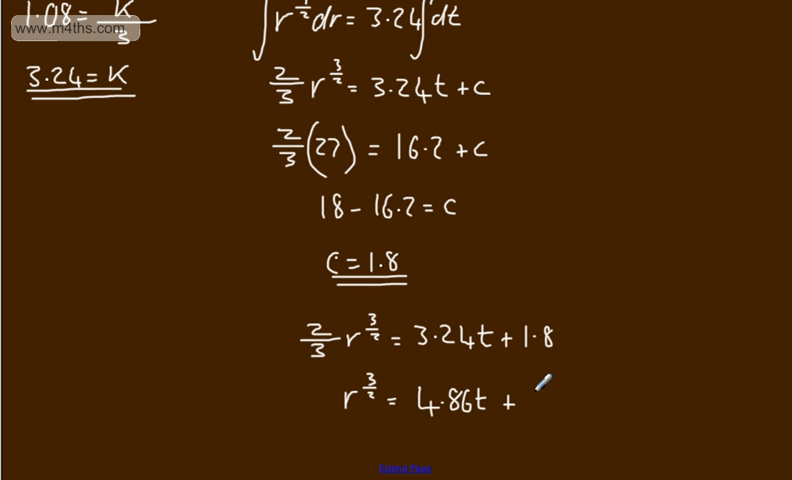 1.08 = K/3
www.m4ths.com
3.24 = K
∫ r^½ dr = 3.24 ∫ dt
2/3 r^3/2 = 3.24t + c
2/3 (27) = 16.2 + c
18 - 16.2 = c
c = 1.8
2/3 r^3/2 = 3.24t + 1.8
r^3/2 = 4.86t +
Extend Page